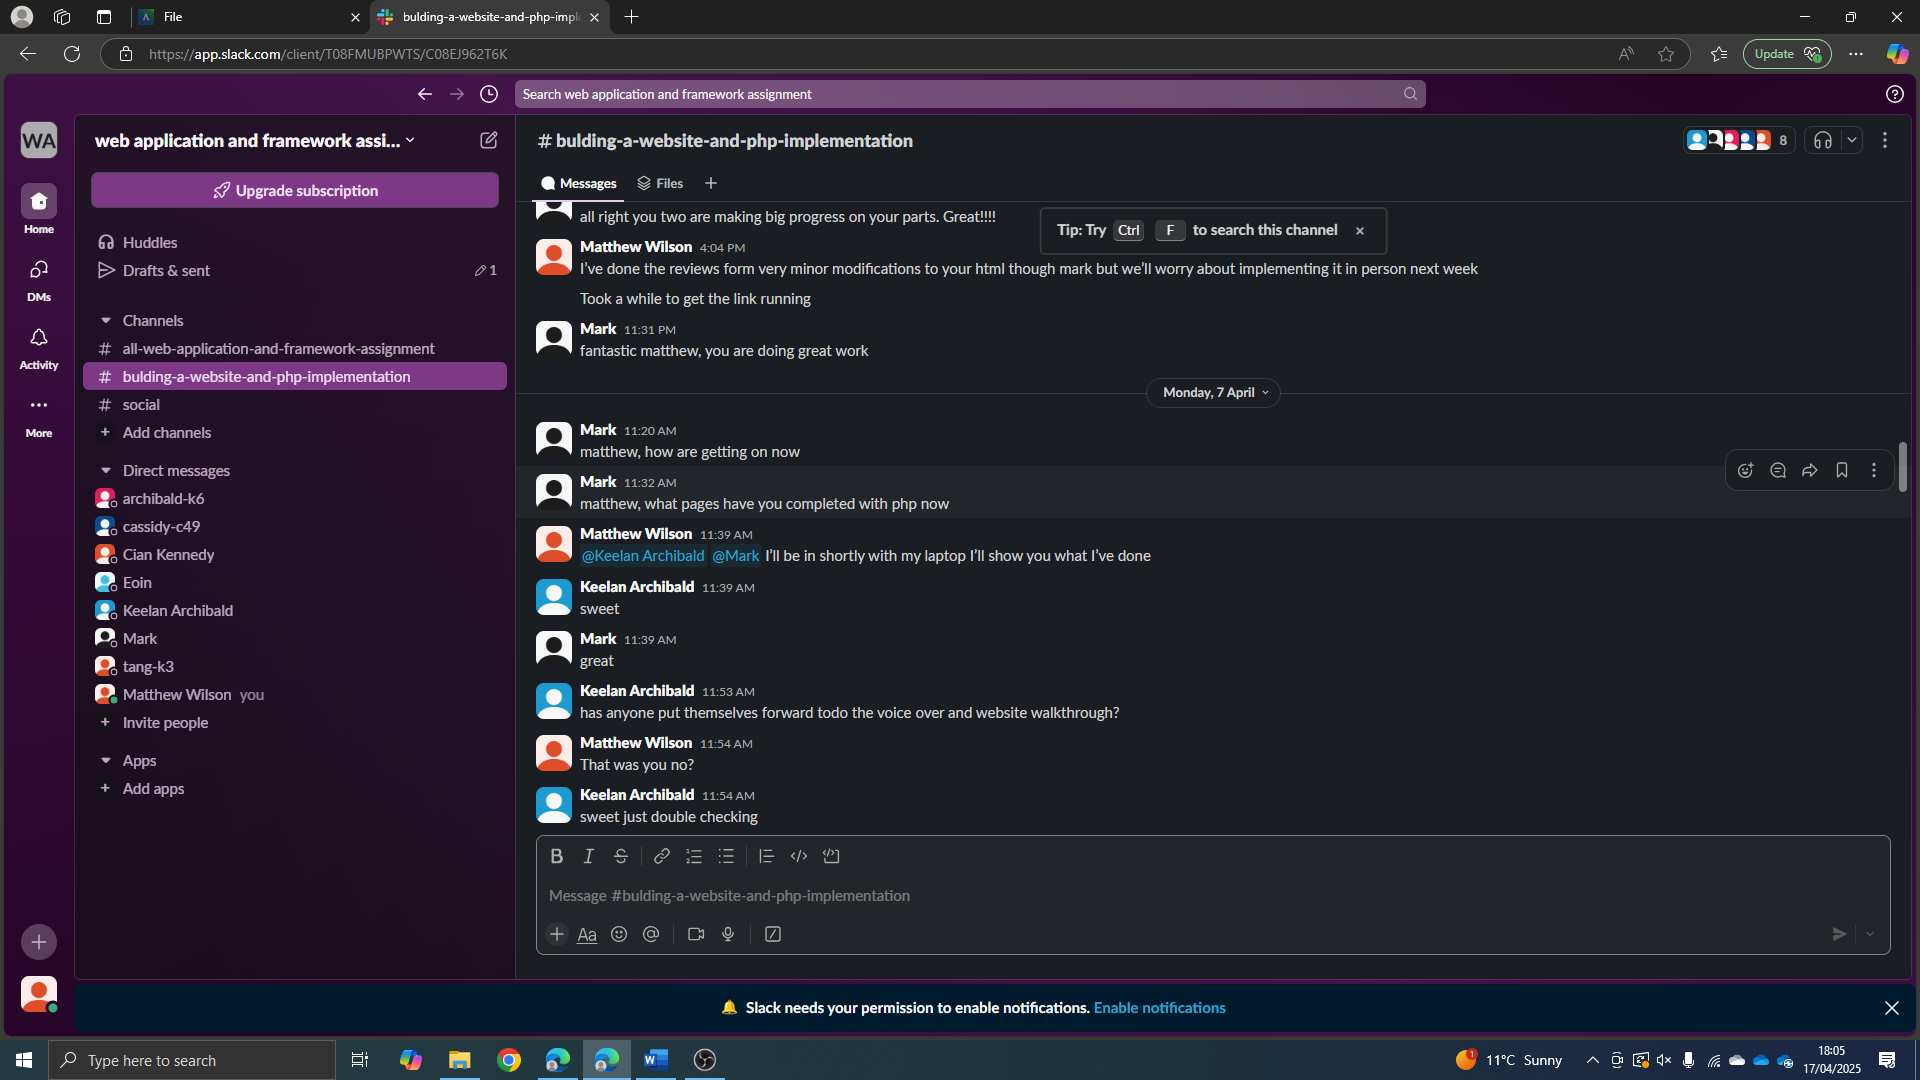 File
bulding-a-website-and-php-impl
https://app.slack.com/client/T08FMUBPWTS/C08EJ962T6K
Update
Search web application and framework assignment
WA
web application and framework assi...
Upgrade subscription
Home
DMs
Activity
More
Huddles
Drafts & sent
1
Channels
# all-web-application-and-framework-assignment
# bulding-a-website-and-php-implementation
# social
+ Add channels
Direct messages
archibald-k6
cassidy-c49
Cian Kennedy
Eoin
Keelan Archibald
Mark
tang-k3
Matthew Wilson you
+ Invite people
Apps
+ Add apps
# bulding-a-website-and-php-implementation
8
Messages
Files
all right you two are making big progress on your parts. Great!!!!
Tip: Try Ctrl F to search this channel
Matthew Wilson 4:04 PM
I've done the reviews form very minor modifications to your html though mark but we'll worry about implementing it in person next week
Took a while to get the link running
Mark 11:31 PM
fantastic matthew, you are doing great work
Monday, 7 April
Mark 11:20 AM
matthew, how are getting on now
Mark 11:32 AM
matthew, what pages have you completed with php now
Matthew Wilson 11:39 AM
@Keelan Archibald @Mark I'll be in shortly with my laptop I'll show you what I've done
Keelan Archibald 11:39 AM
sweet
Mark 11:39 AM
great
Keelan Archibald 11:53 AM
has anyone put themselves forward todo the voice over and website walkthrough?
Matthew Wilson 11:54 AM
That was you no?
Keelan Archibald 11:54 AM
sweet just double checking
B I S
Message #bulding-a-website-and-php-implementation
Aa
Slack needs your permission to enable notifications. Enable notifications
Type here to search
1
11°C Sunny
18:05
17/04/2025